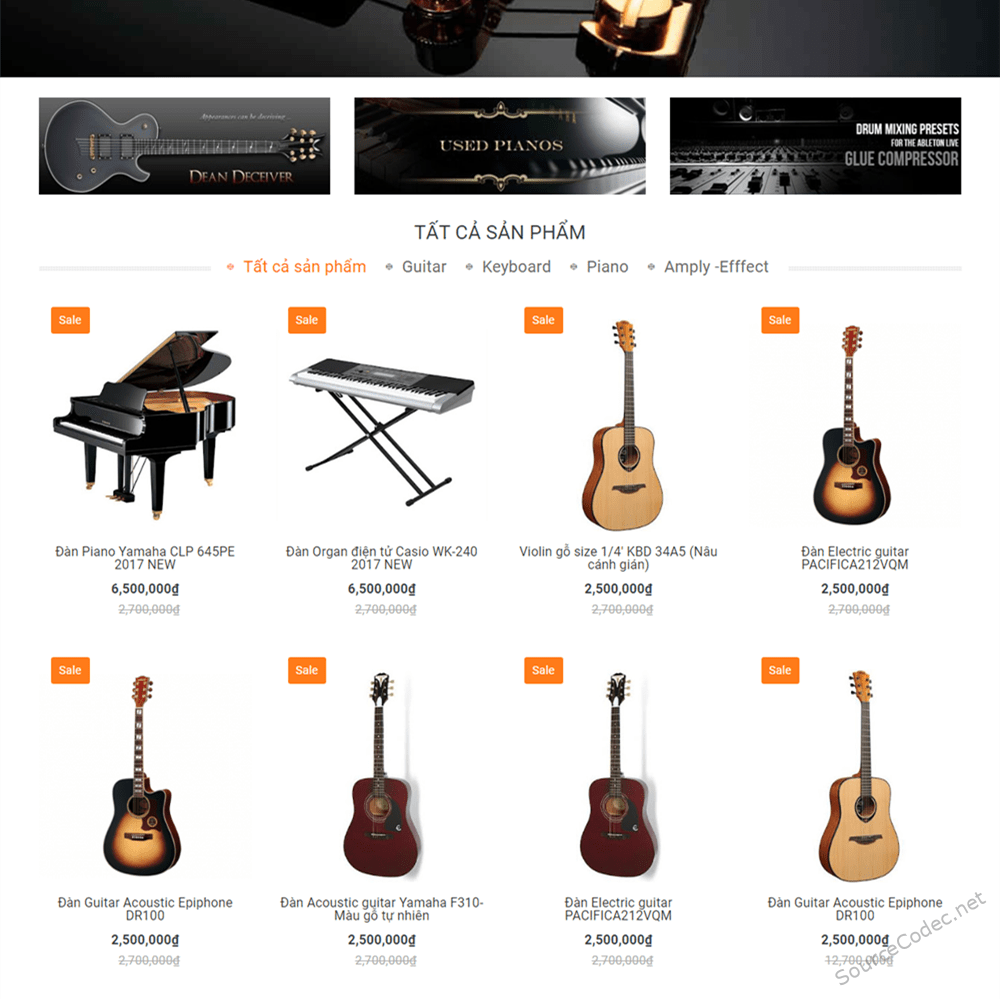 Appearances can be deceiving ...
DEAN DECEIVER
USED PIANOS
DRUM MIXING PRESETS
FOR THE ABLETON LIVE
GLUE COMPRESSOR
TẤT CẢ SẢN PHẨM
Tất cả sản phẩm
Guitar
Keyboard
Piano
Amply -Efffect
Sale
Sale
Sale
Sale
Đàn Piano Yamaha CLP 645PE
2017 NEW
6,500,000₫
2,700,000₫
Đàn Organ điện tử Casio WK-240
2017 NEW
6,500,000₫
2,700,000₫
Violin gỗ size 1/4' KBD 34A5 (Nâu
cánh gián)
2,500,000₫
2,700,000₫
Đàn Electric guitar
PACIFICA212VQM
2,500,000₫
2,700,000₫
Sale
Sale
Sale
Sale
Đàn Guitar Acoustic Epiphone
DR100
2,500,000₫
2,700,000₫
Đàn Acoustic guitar Yamaha F310-
Màu gỗ tự nhiên
2,500,000₫
2,700,000₫
Đàn Electric guitar
PACIFICA212VQM
2,500,000₫
2,700,000₫
Đàn Guitar Acoustic Epiphone
DR100
2,500,000₫
12,700,000₫
SourceCodec.net